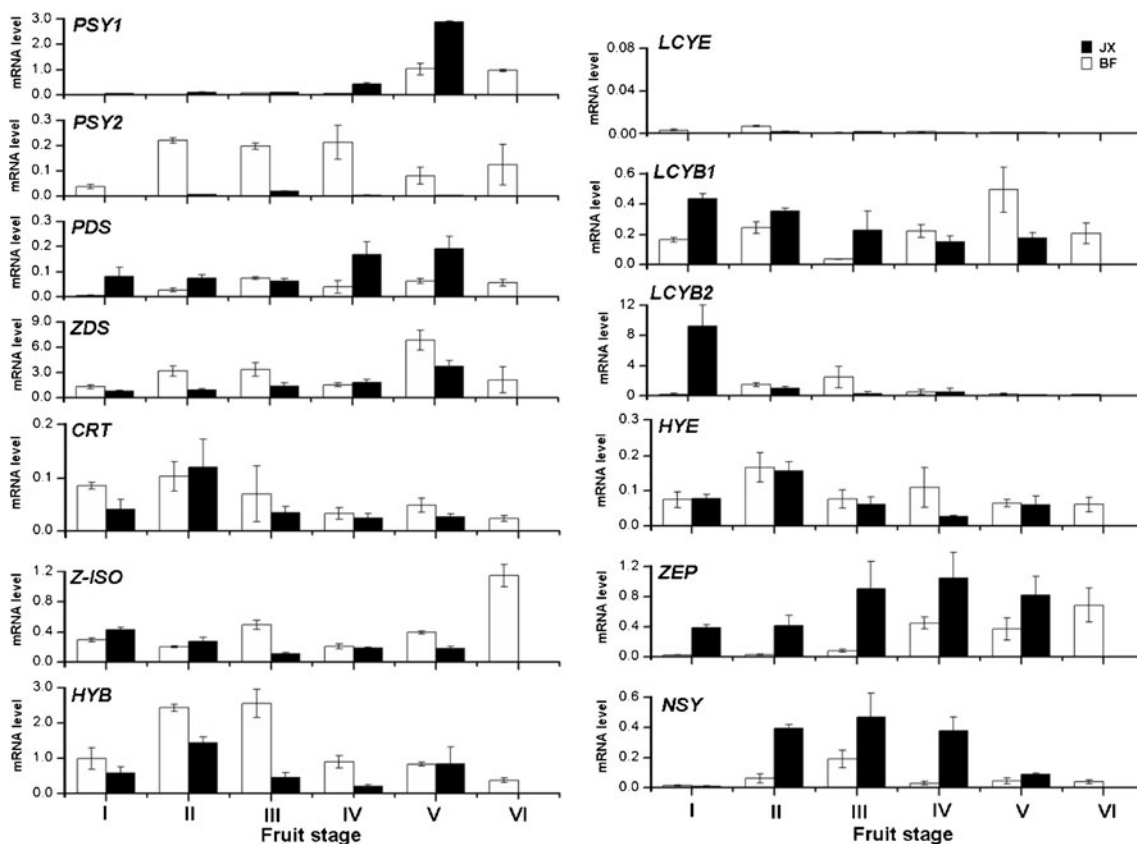 PSY1
mRNA level
3.0
2.0
1.0
0.0
PSY2
mRNA level
0.3
0.2
0.1
0.0
PDS
mRNA level
0.3
0.2
0.1
0.0
ZDS
mRNA level
9.0
6.0
3.0
0.0
CRT
mRNA level
0.2
0.1
0.0
Z-ISO
mRNA level
1.2
0.8
0.4
0.0
HYB
mRNA level
3.0
2.0
1.0
0.0
I II III IV V VI
Fruit stage
LCYE
JX
BF
mRNA level
0.08
0.04
0.00
LCYB1
mRNA level
0.6
0.4
0.2
0.0
LCYB2
mRNA level
12
8
4
0
HYE
mRNA level
0.3
0.2
0.1
0.0
ZEP
mRNA level
1.2
0.8
0.4
0.0
NSY
mRNA level
0.6
0.4
0.2
0.0
I II III IV V VI
Fruit stage